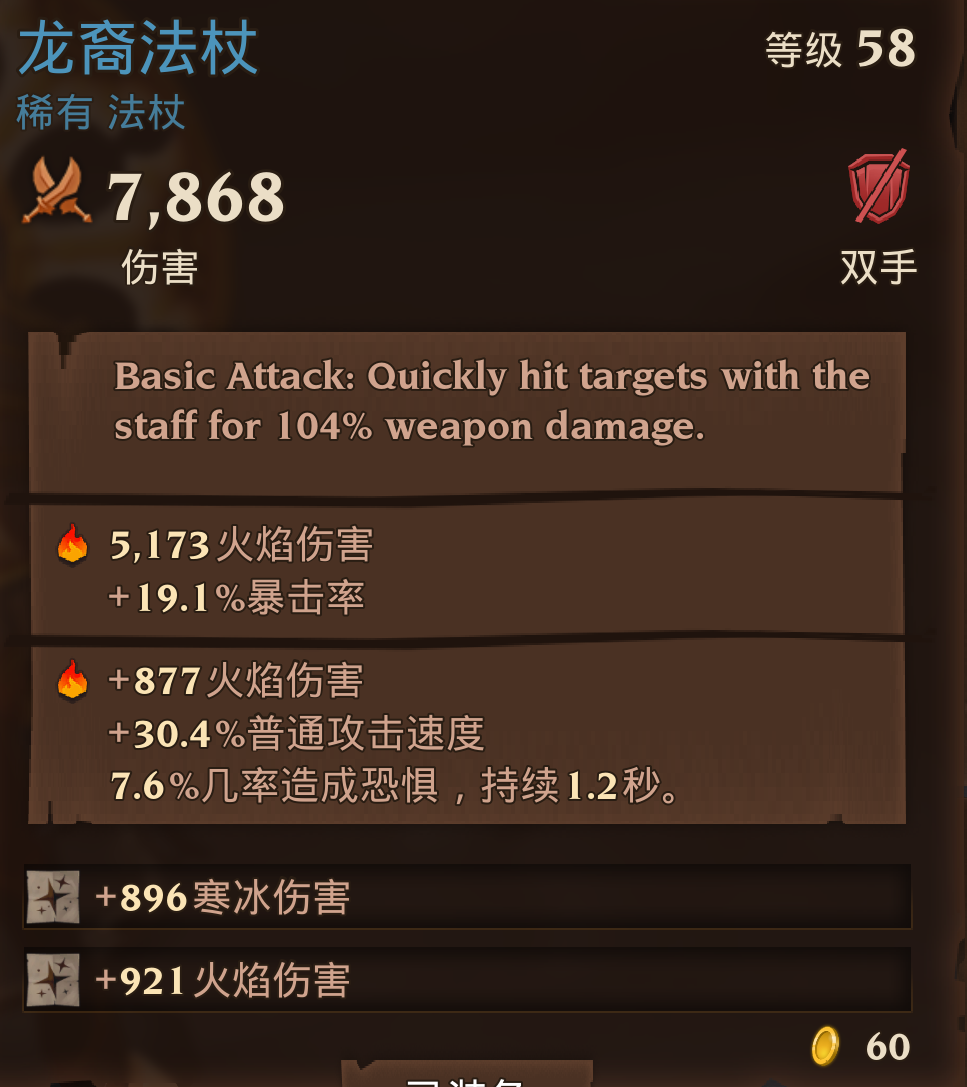 龙裔法杖
等级 58
稀有 法杖
7,868
伤害
双手
Basic Attack: Quickly hit targets with the
staff for 104% weapon damage.
5,173火焰伤害
+19.1%暴击率
+877火焰伤害
+30.4%普通攻击速度
7.6%几率造成恐惧，持续1.2秒。
+896寒冰伤害
+921火焰伤害
60